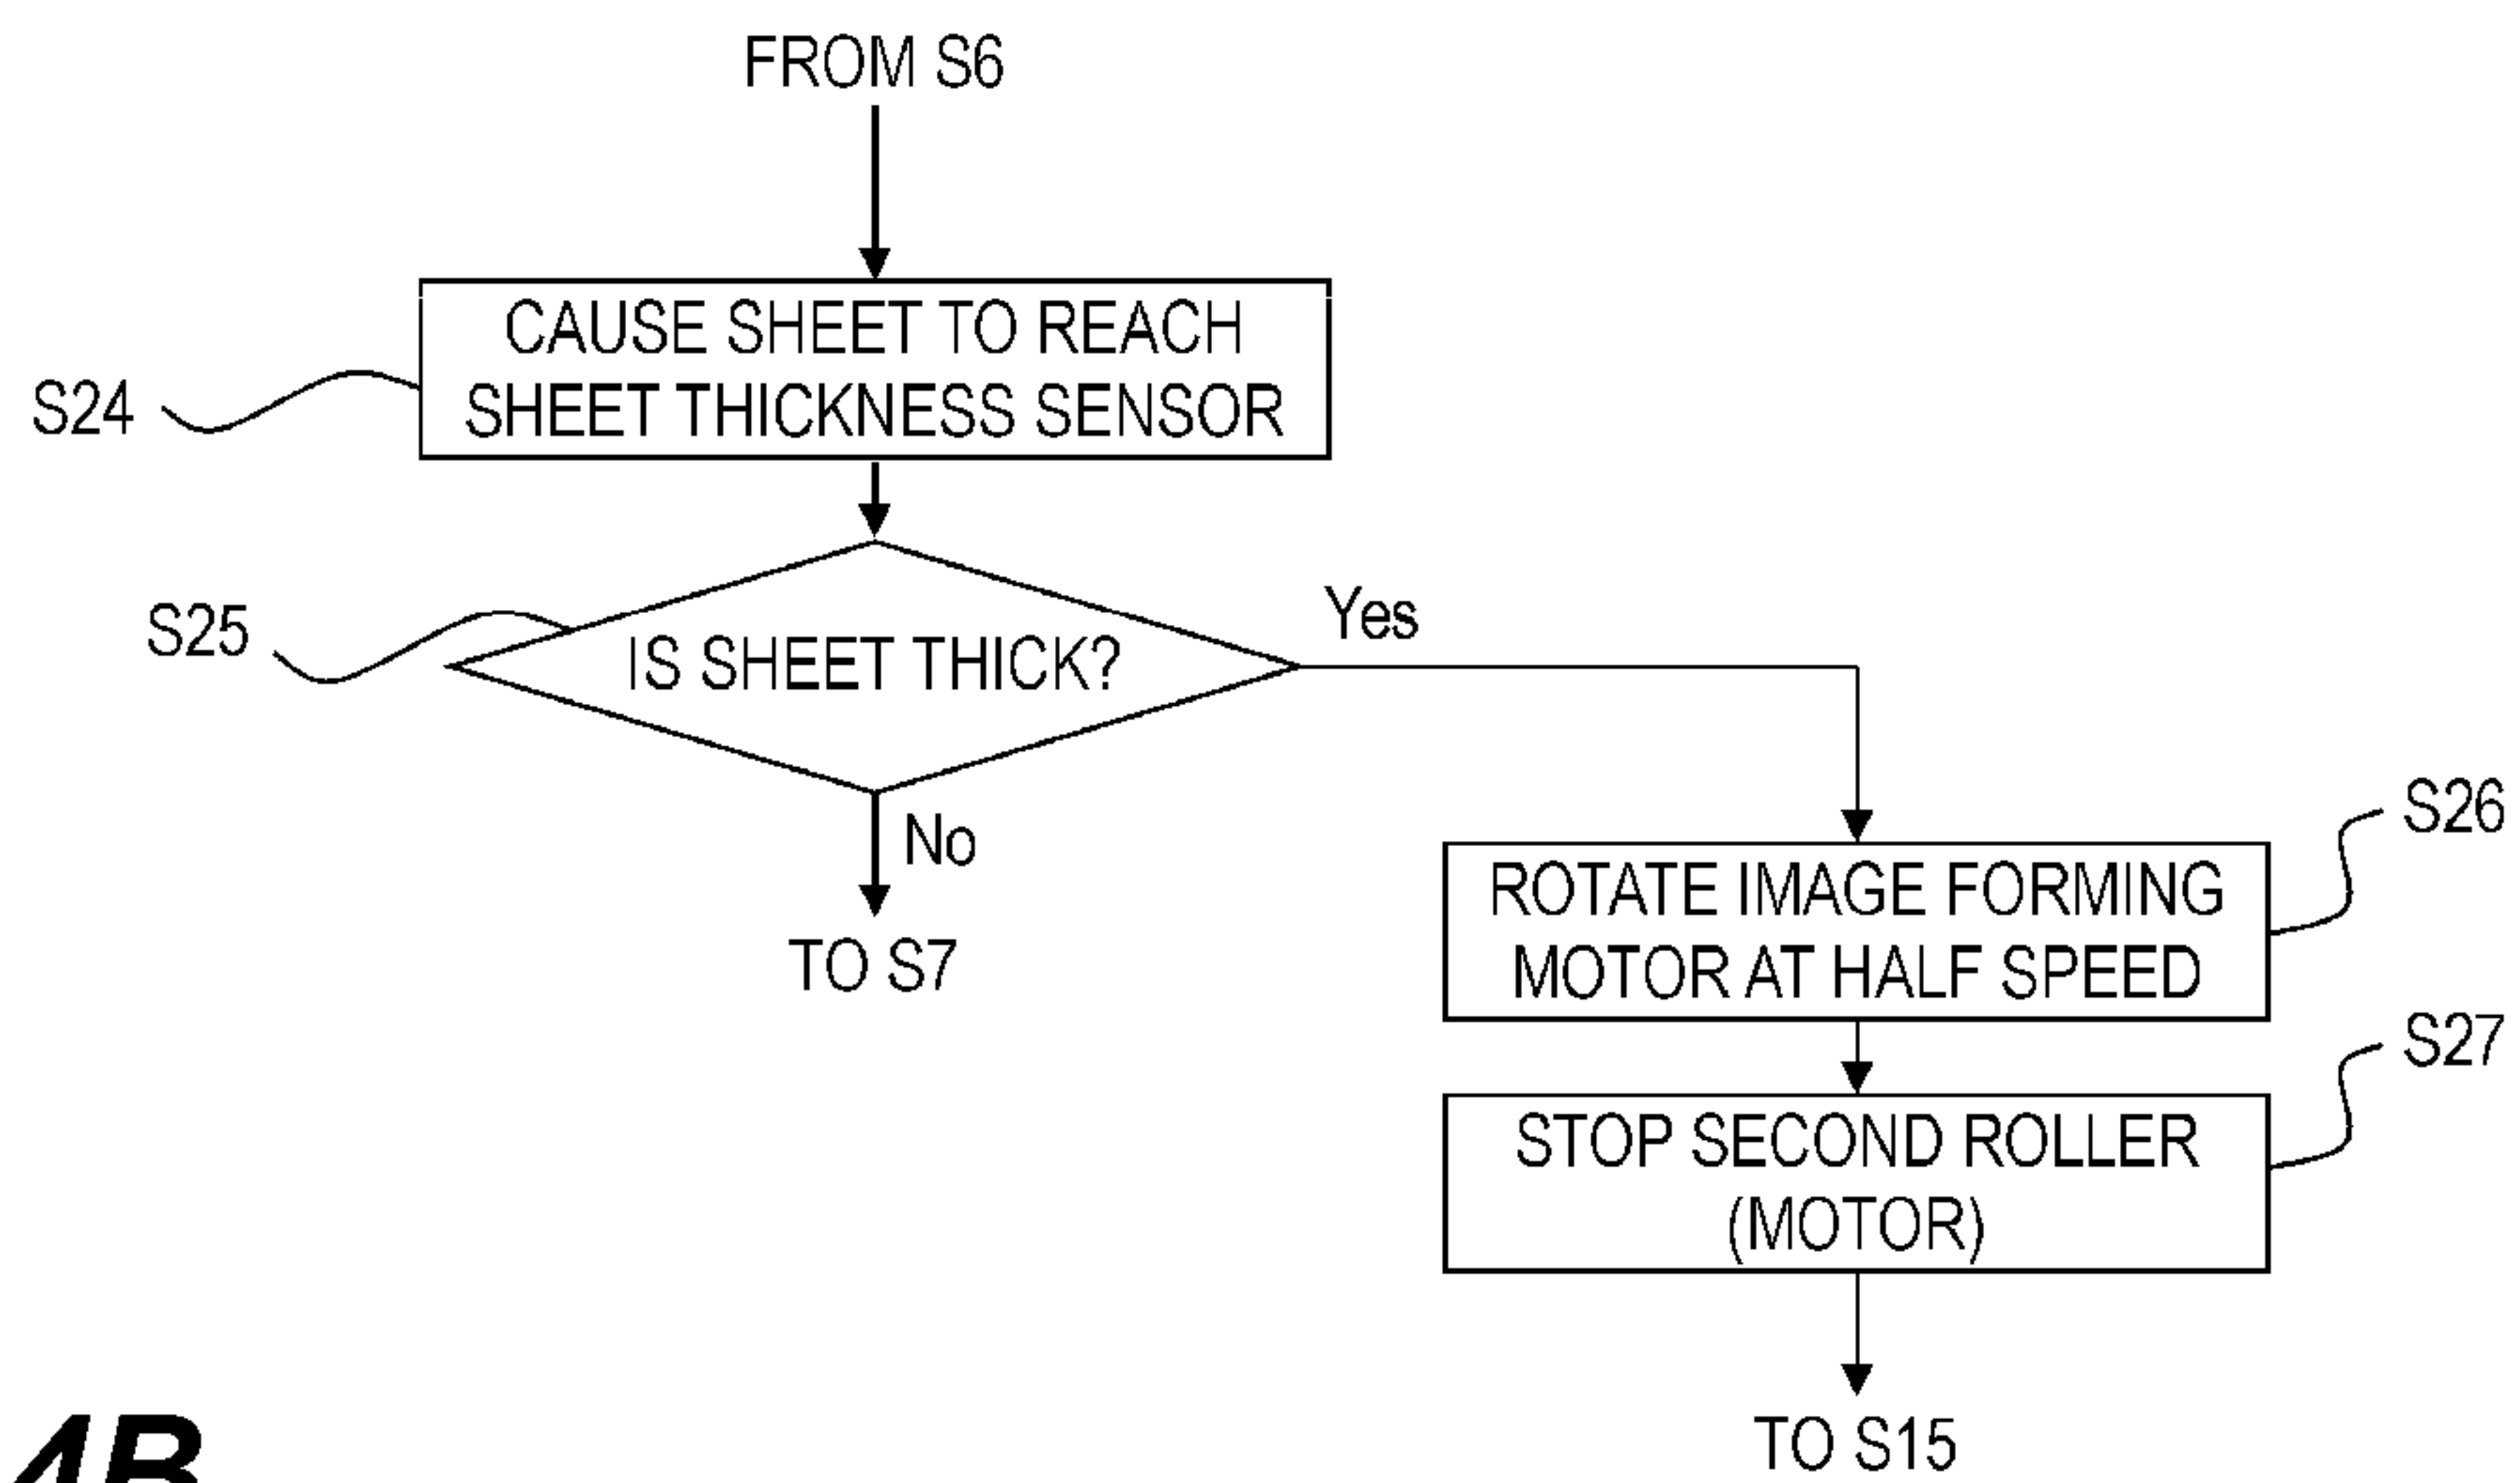 FROM S6
CAUSE SHEET TO REACH
SHEET THICKNESS SENSOR
S24
S25
IS SHEET THICK?
Yes
No
TO S7
S26
ROTATE IMAGE FORMING
MOTOR AT HALF SPEED
S27
STOP SECOND ROLLER
(MOTOR)
TO S15
4B